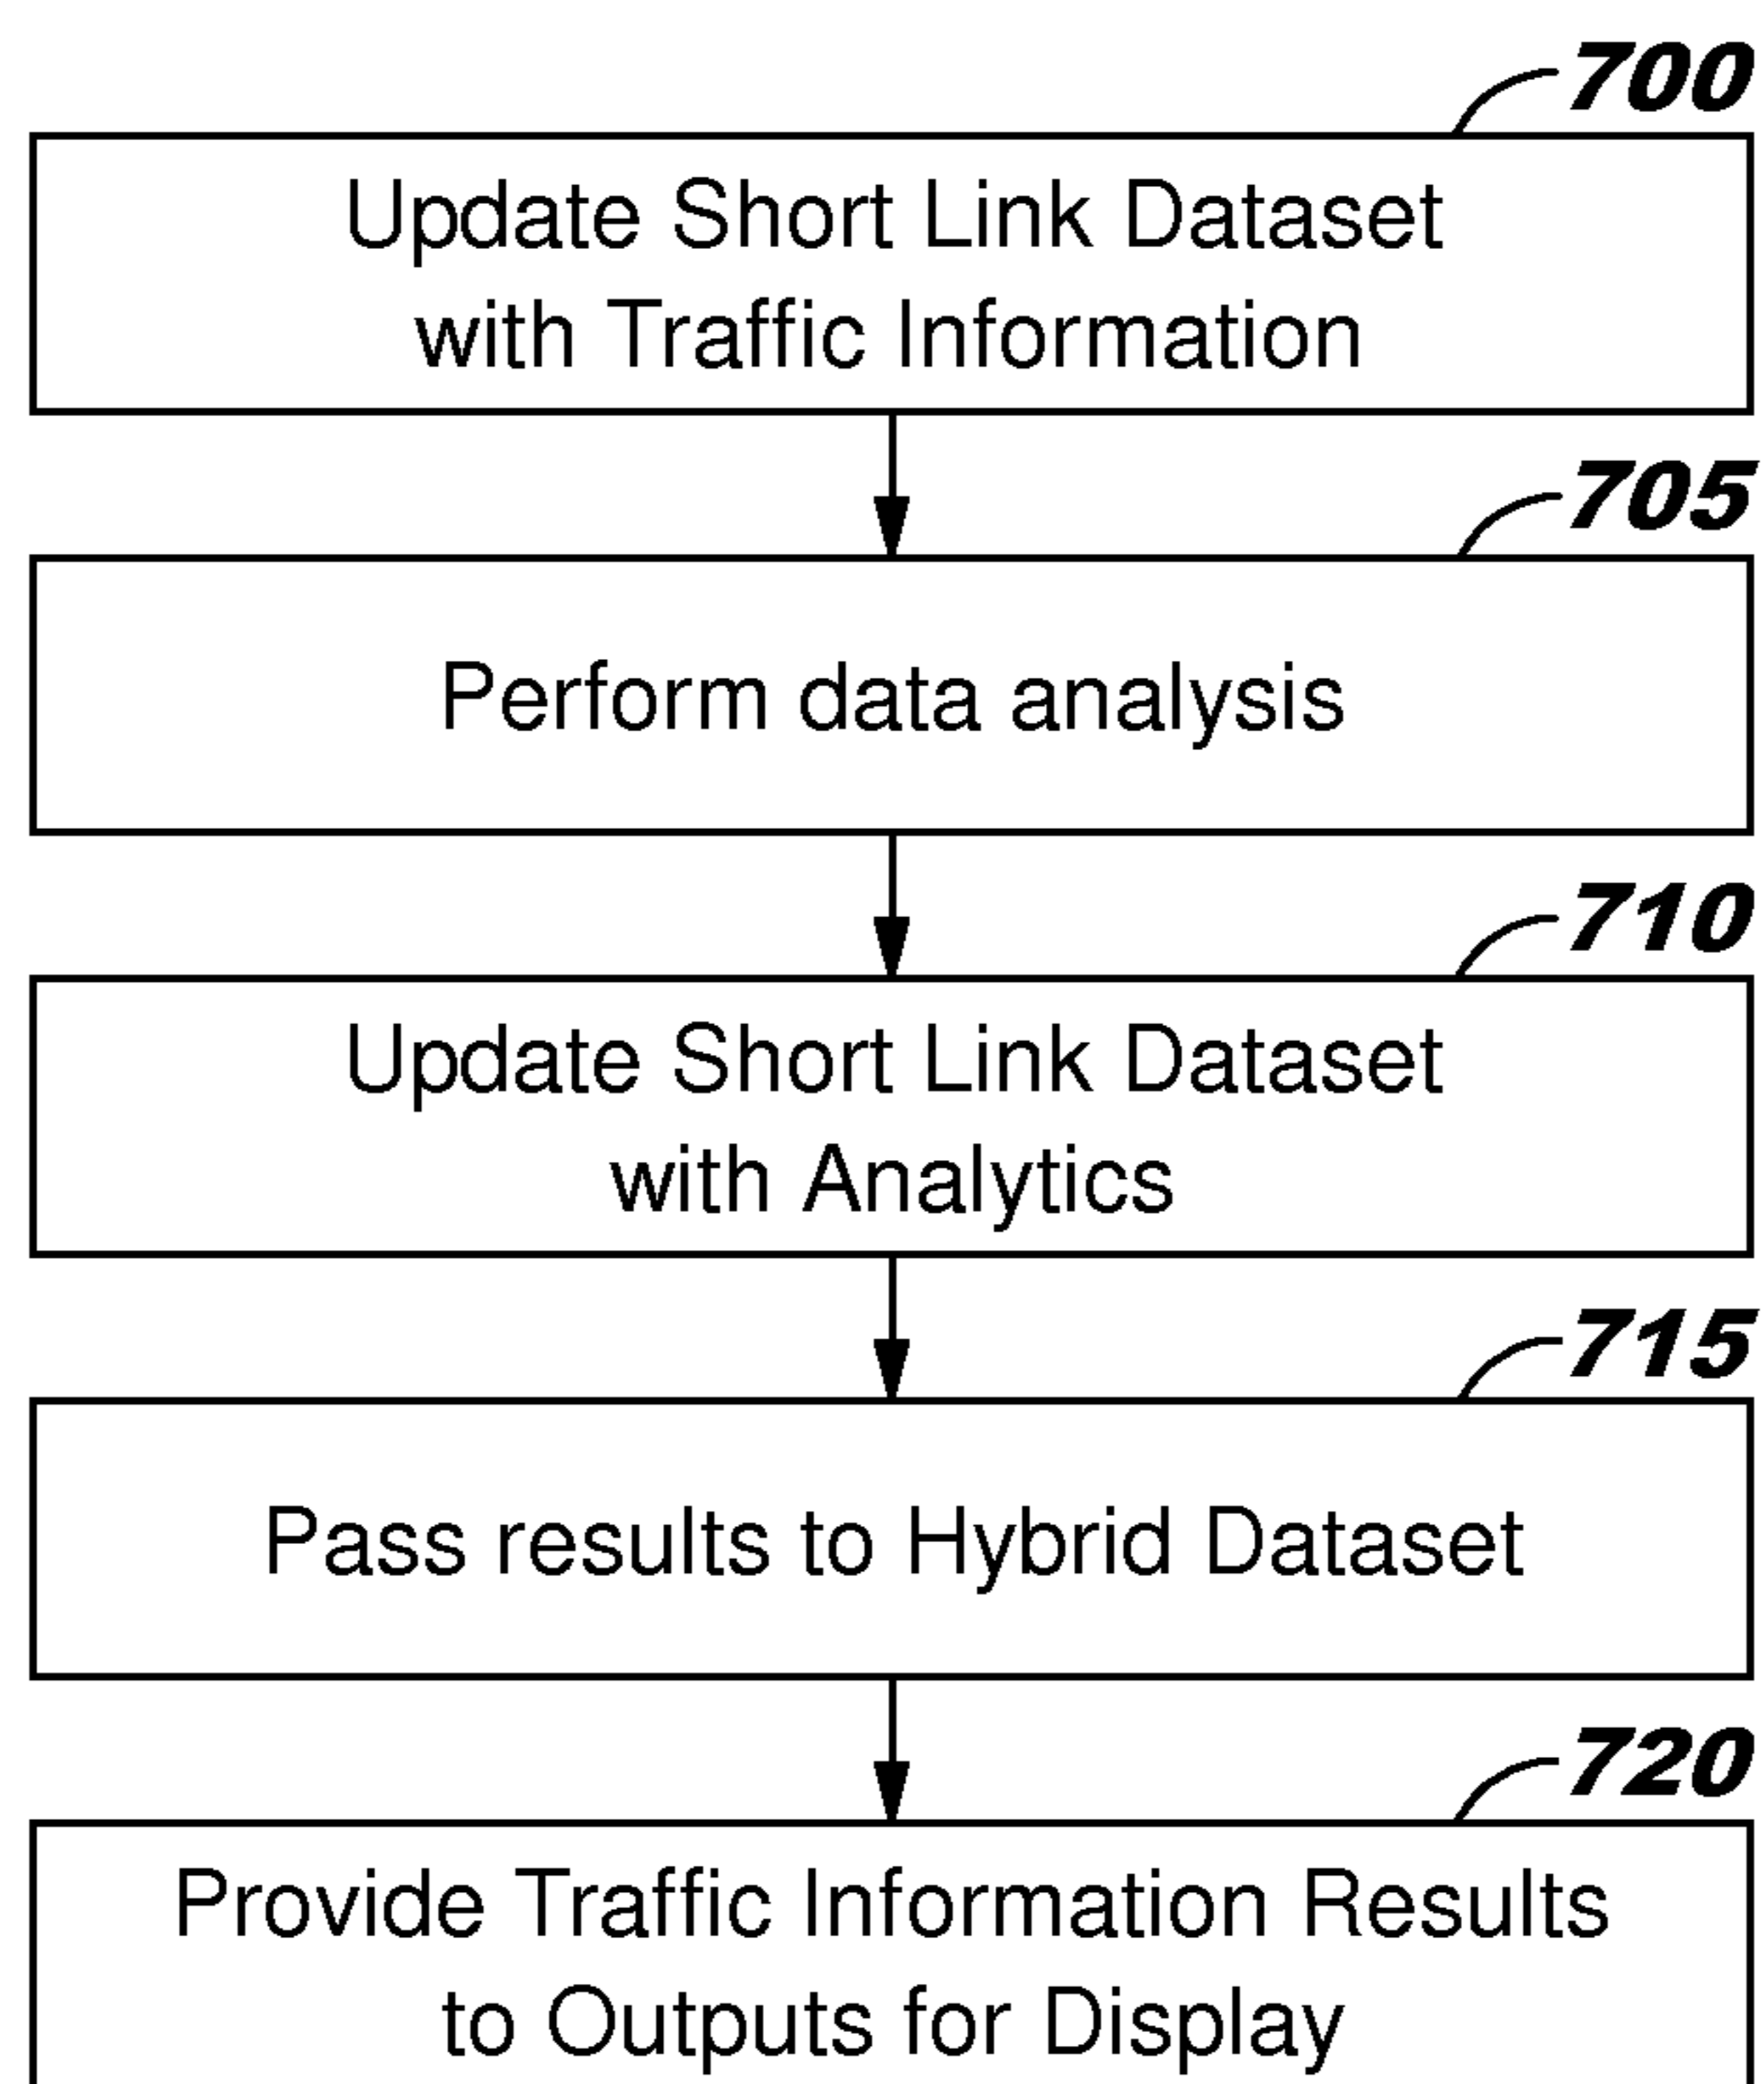 700
Update Short Link Dataset
with Traffic Information
705
Perform data analysis
710
Update Short Link Dataset
with Analytics
715
Pass results to Hybrid Dataset
720
Provide Traffic Information Results
to Outputs for Display